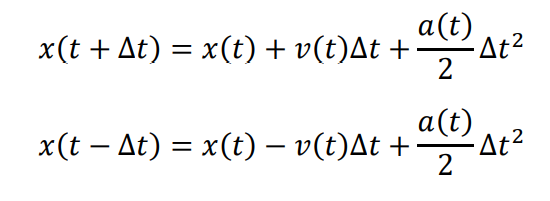 x(t + Δt) = x(t) + v(t)Δt + a(t)/2 Δt²
x(t − Δt) = x(t) − v(t)Δt + a(t)/2 Δt²